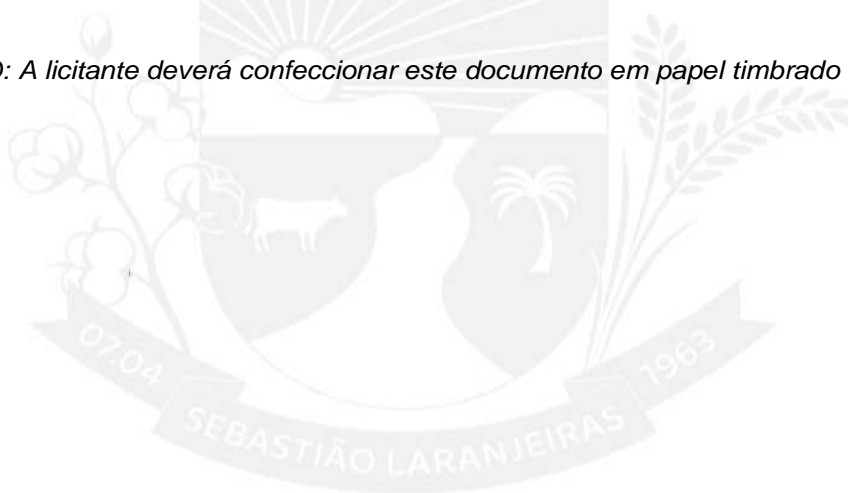 : A licitante deverá confeccionar este documento em papel timbrado
07.04
1963
SEBASTIÃO LARANJEIRAS